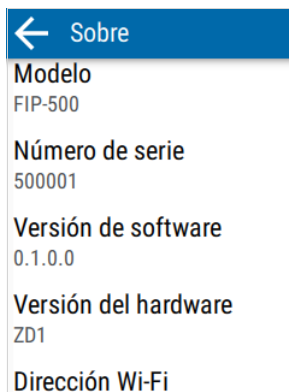 Sobre
Modelo
FIP-500
Número de serie
500001
Versión de software
0.1.0.0
Versión del hardware
ZD1
Dirección Wi-Fi